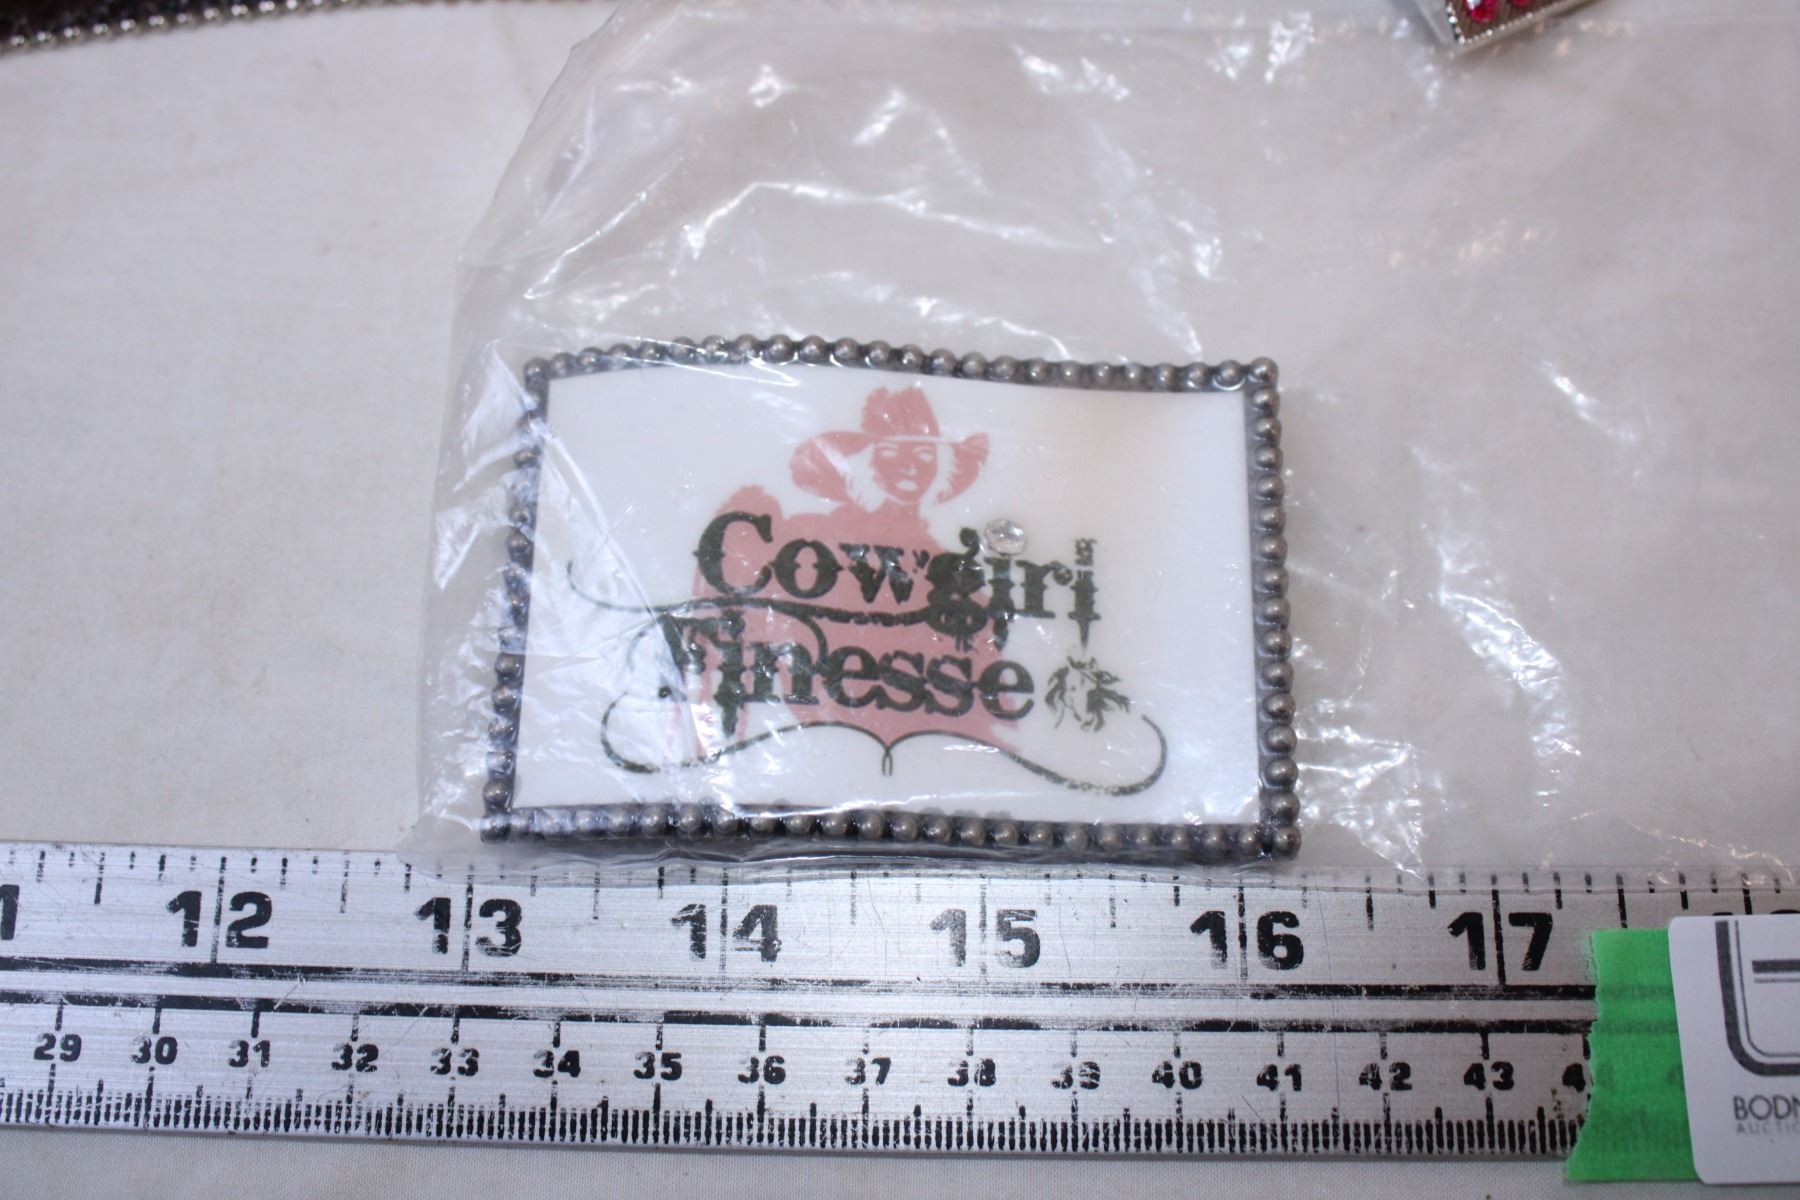 Cowgirl
Finesse
12 13 14 15 16 17
29 30 31 32 33 34 35 36 37 38 39 40 41 42 43
BODN
AUCTIO